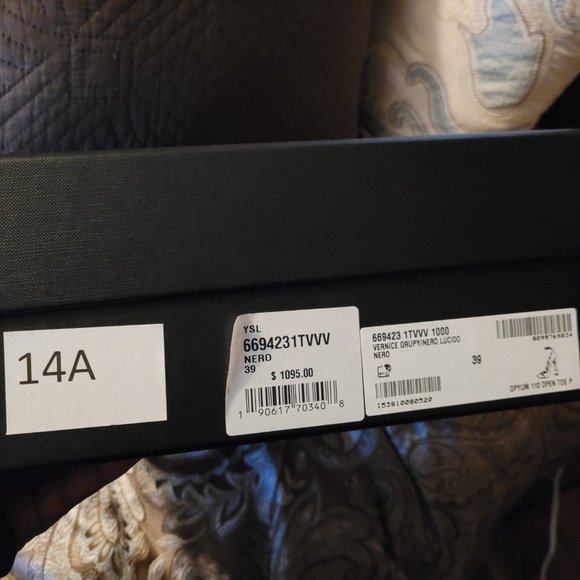 14A
YSL
6694231TVVV
NERO
39
$ 1095.00
1 90617 70340 8
669423 1TVVV 1000
VERNICE GRUPY/NERO LUCIDO
NERO
39
I53810080520
OPYUM 110 OPEN TOE P